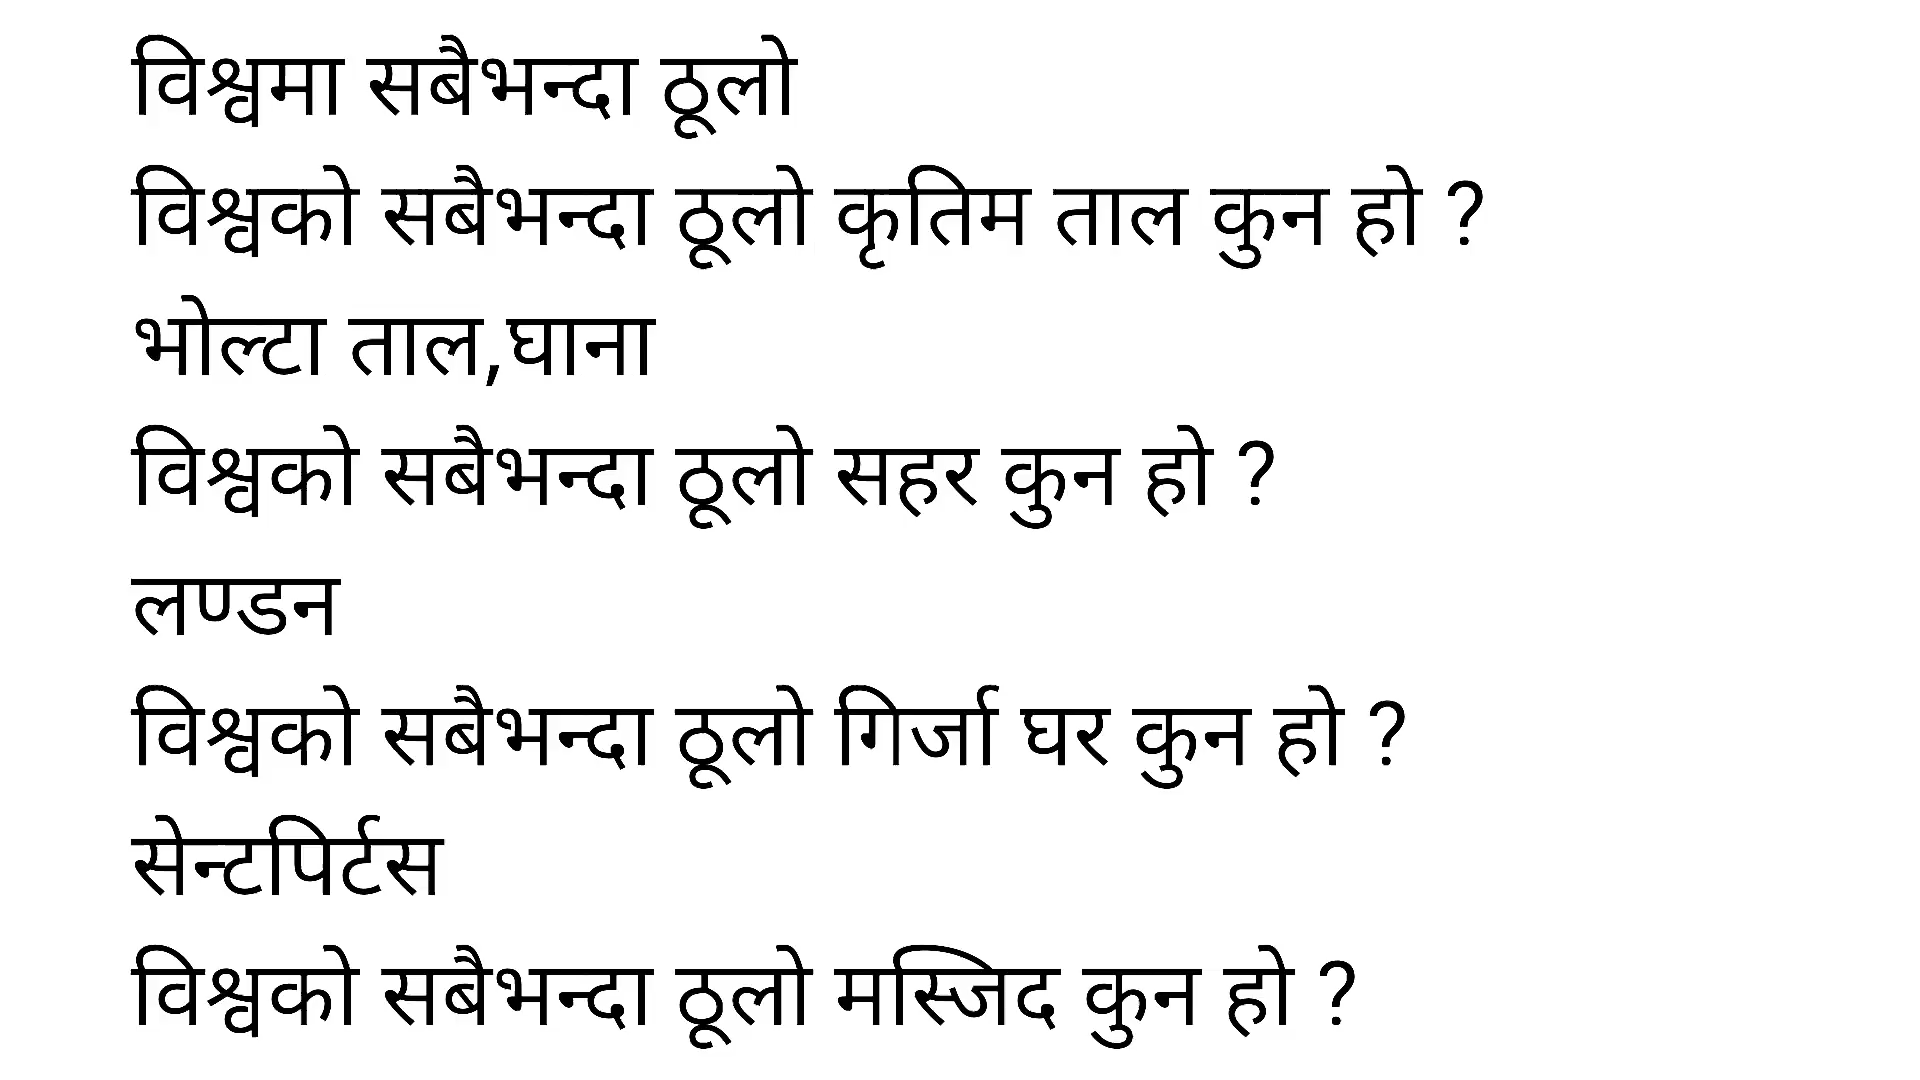 विश्वमा सबैभन्दा ठूलो
विश्वको सबैभन्दा ठूलो कृतिम ताल कुन हो ?
भोल्टा ताल,घाना
विश्वको सबैभन्दा ठूलो सहर कुन हो ?
लण्डन
विश्वको सबैभन्दा ठूलो गिर्जा घर कुन हो ?
सेन्टपिर्टस
विश्वको सबैभन्दा ठूलो मस्जिद कुन हो ?